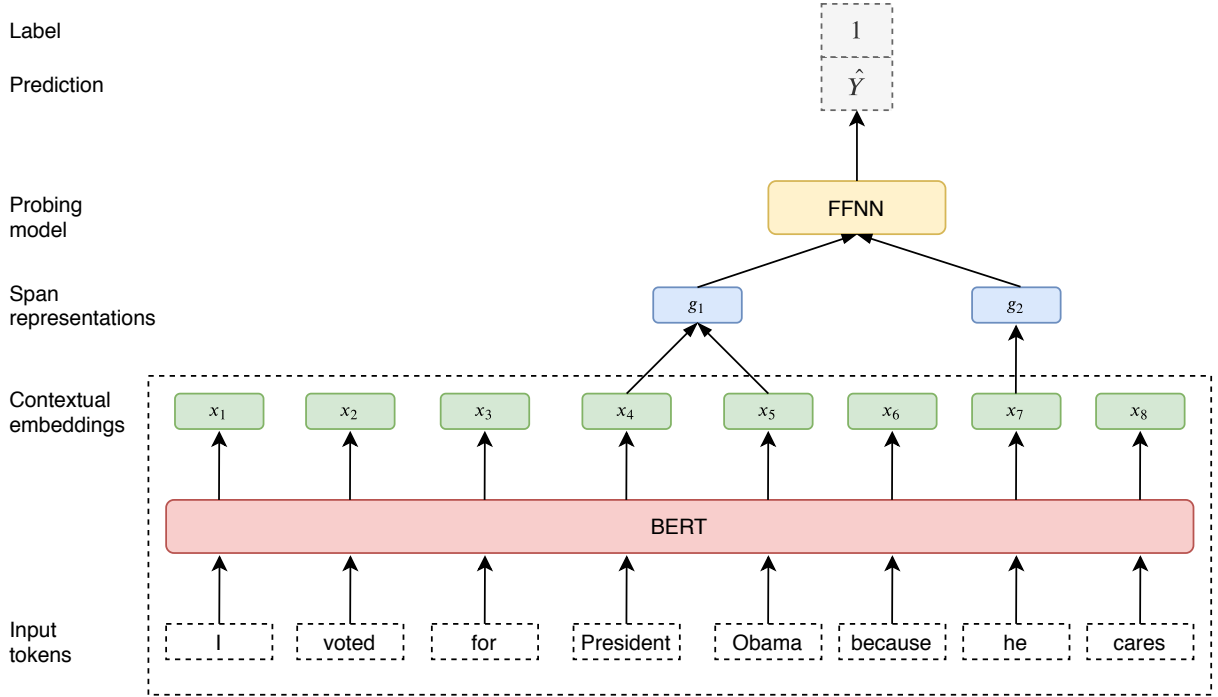 Label
1
Prediction
Ŷ
Probing
model
FFNN
Span
representations
g₁ g₂
Contextual
embeddings
x₁ x₂ x₃ x₄ x₅ x₆ x₇ x₈
BERT
Input
tokens
I voted for President Obama because he cares